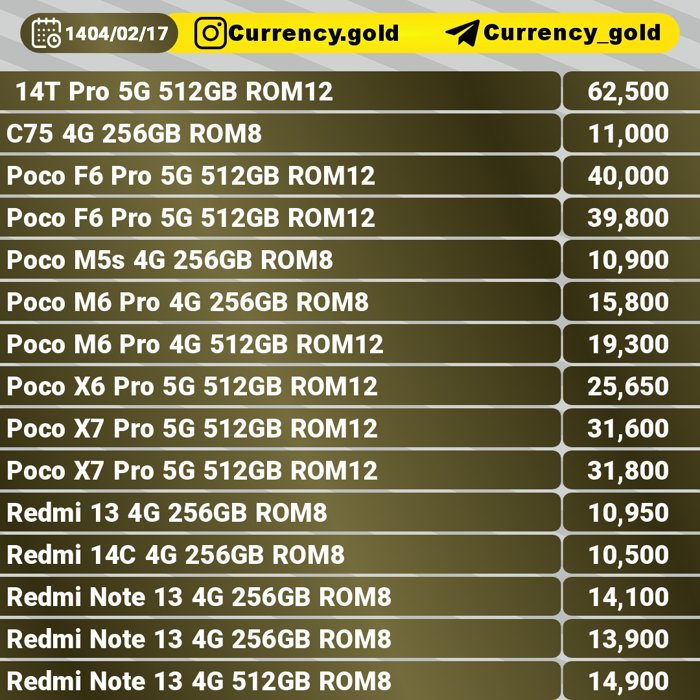 1404/02/17 Currency.gold Currency_gold
14T Pro 5G 512GB ROM12 62,500
C75 4G 256GB ROM8 11,000
Poco F6 Pro 5G 512GB ROM12 40,000
Poco F6 Pro 5G 512GB ROM12 39,800
Poco M5s 4G 256GB ROM8 10,900
Poco M6 Pro 4G 256GB ROM8 15,800
Poco M6 Pro 4G 512GB ROM12 19,300
Poco X6 Pro 5G 512GB ROM12 25,650
Poco X7 Pro 5G 512GB ROM12 31,600
Poco X7 Pro 5G 512GB ROM12 31,800
Redmi 13 4G 256GB ROM8 10,950
Redmi 14C 4G 256GB ROM8 10,500
Redmi Note 13 4G 256GB ROM8 14,100
Redmi Note 13 4G 256GB ROM8 13,900
Redmi Note 13 4G 512GB ROM8 14,900